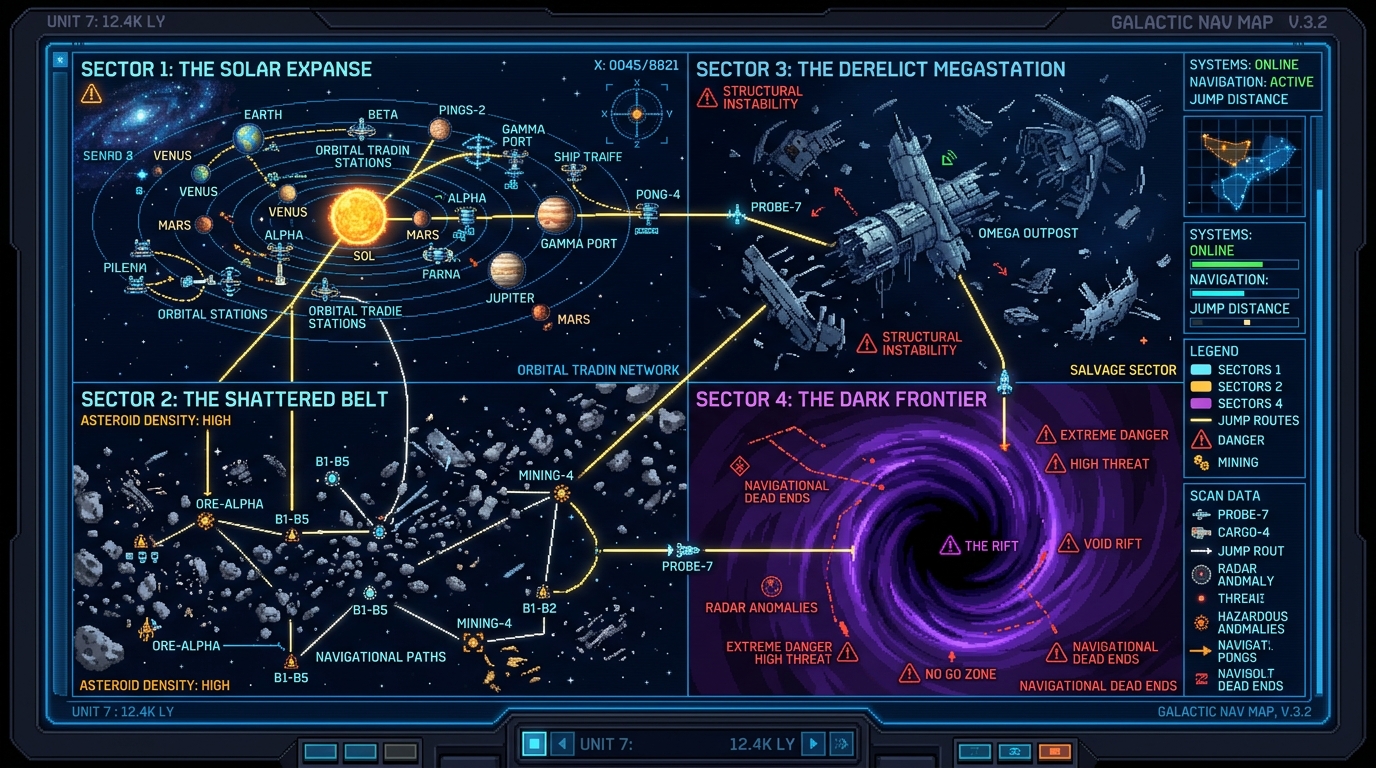 UNIT 7: 12.4K LY
GALACTIC NAV MAP V.3.2
SECTOR 1: THE SOLAR EXPANSE
X: 0045/8821
X
Y
Z
EARTH
BETA
PINGS-2
ORBITAL TRADIN
STATIONS
GAMMA
PORT
SENRD 3
VENUS
SHIP TRAIFF
VENUS
VENUS
ALPHA
PONG-4
MARS
ALPHA
MARS
GAMMA PORT
SOL
PILENIA
FARNA
JUPITER
ORBITAL STATIONS
ORBITAL TRADIE
STATIONS
MARS
ORBITAL TRADIN NETWORK
SECTOR 3: THE DERELICT MEGASTATION
STRUCTURAL
INSTABILITY
PROBE-7
OMEGA OUTPOST
STRUCTURAL
INSTABILITY
SALVAGE SECTOR
SECTOR 2: THE SHATTERED BELT
ASTEROID DENSITY: HIGH
B1-B5
MINING-4
ORE-ALPHA
B1-B5
B1-B5
B1-B2
MINING-4
ORE-ALPHA
NAVIGATIONAL PATHS
B1-B5
ASTEROID DENSITY: HIGH
PROBE-7
SECTOR 4: THE DARK FRONTIER
EXTREME DANGER
HIGH THREAT
NAVIGATIONAL
DEAD ENDS
THE RIFT
VOID RIFT
RADAR ANOMALIES
EXTREME DANGER
HIGH THREAT
NAVIGATIONAL
DEAD ENDS
NO GO ZONE
NAVIGATIONAL DEAD ENDS
SYSTEMS: ONLINE
NAVIGATION: ACTIVE
JUMP DISTANCE
SYSTEMS:
ONLINE
NAVIGATION:
JUMP DISTANCE
LEGEND
SECTORS 1
SECTORS 2
SECTORS 4
JUMP ROUTES
DANGER
MINING
SCAN DATA
PROBE-7
CARGO-4
JUMP ROUT
RADAR
ANDMALY
HAZARDOUS
ANDMALIES
PONGS
DEAD ENDS
UNIT 7 : 12.4K LY
GALACTIC NAV MAP, V.3.2
UNIT 7:
12.4K LY